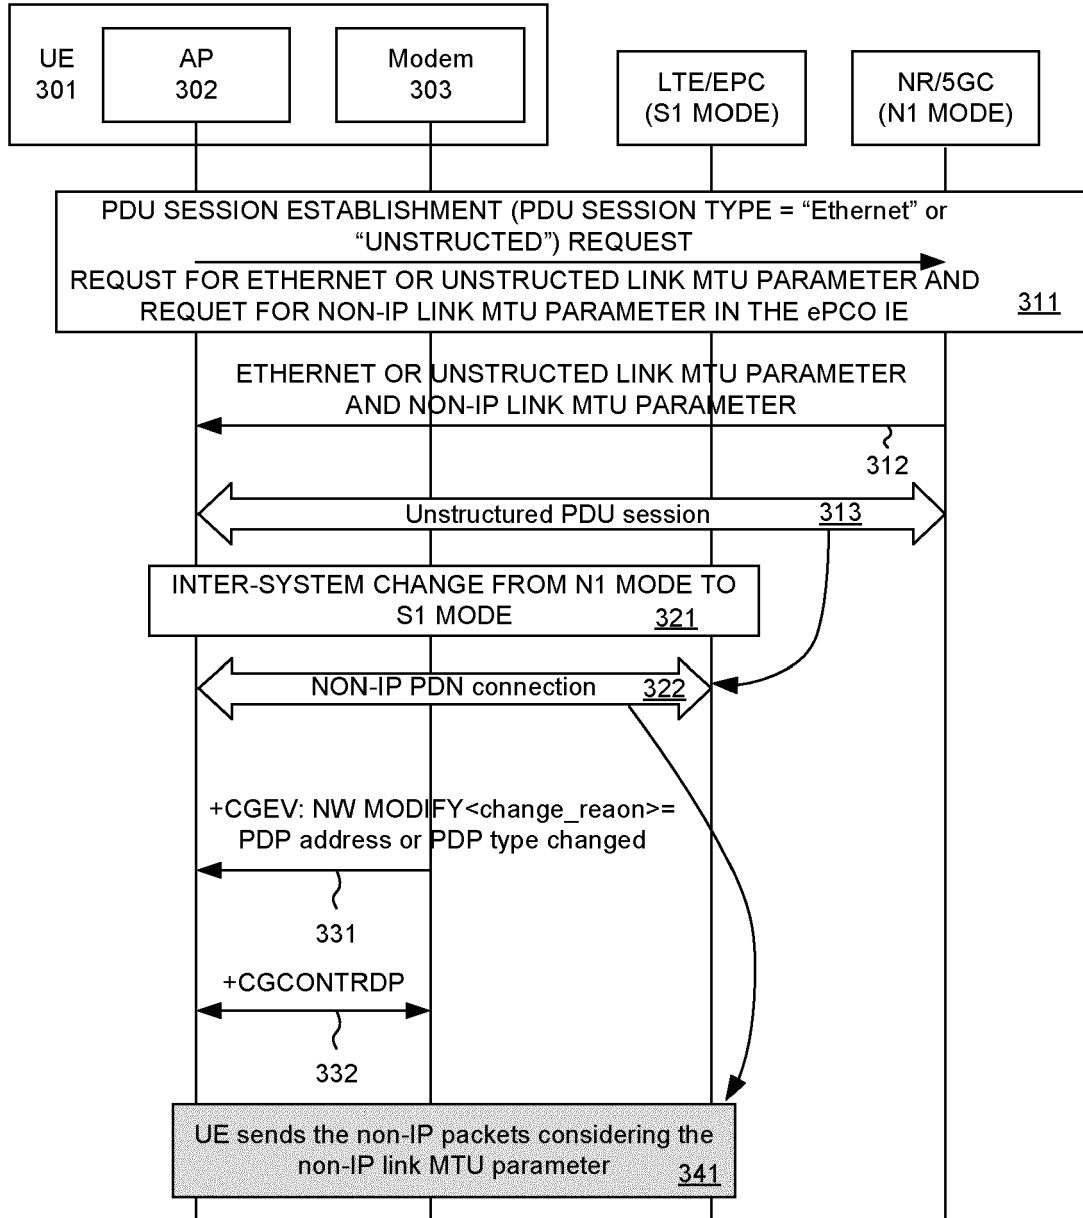 UE
301
AP
302
Modem
303
LTE/EPC
(S1 MODE)
NR/5GC
(N1 MODE)
PDU SESSION ESTABLISHMENT (PDU SESSION TYPE = “Ethernet” or
“UNSTRUCTED”) REQUEST
REQUST FOR ETHERNET OR UNSTRUCTED LINK MTU PARAMETER AND
REQUET FOR NON-IP LINK MTU PARAMETER IN THE ePCO IE
311
ETHERNET OR UNSTRUCTED LINK MTU PARAMETER
AND NON-IP LINK MTU PARAMETER
312
Unstructured PDU session
313
INTER-SYSTEM CHANGE FROM N1 MODE TO
S1 MODE
321
NON-IP PDN connection
322
+CGEV: NW MODIFY<change_reaon>=
PDP address or PDP type changed
331
+CGCONTRDP
332
UE sends the non-IP packets considering the
non-IP link MTU parameter
341